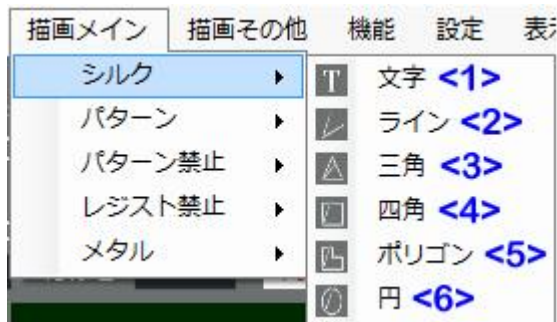 描画メイン 描画その他 機能 設定
シルク
パターン
パターン禁止
レジスト禁止
メタル
T 文字 <1>
ライン <2>
三角 <3>
四角 <4>
ポリゴン <5>
円 <6>